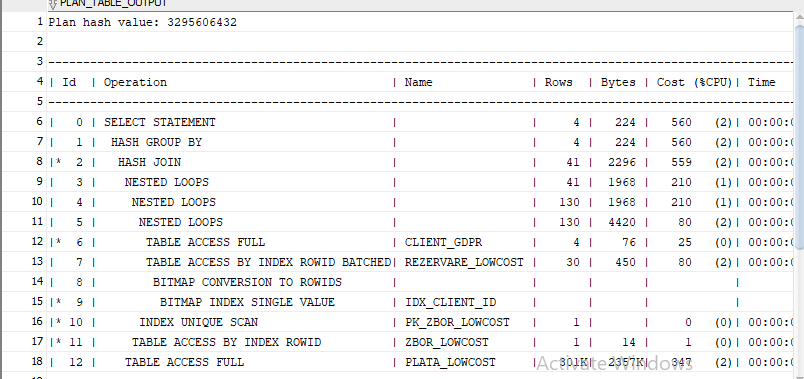 PLAN_TABLE_OUTPUT
1 Plan hash value: 3295606432
2
3 --------------------------------------------------------------------------------
4 | Id | Operation | Name | Rows | Bytes | Cost (%CPU)| Time
5 --------------------------------------------------------------------------------
6 | 0 | SELECT STATEMENT | | 4 | 224 | 560 (2)| 00:00:0
7 | 1 | HASH GROUP BY | | 4 | 224 | 560 (2)| 00:00:0
8 |* 2 | HASH JOIN | | 41 | 2296 | 559 (2)| 00:00:0
9 | 3 | NESTED LOOPS | | 41 | 1968 | 210 (1)| 00:00:0
10 | 4 | NESTED LOOPS | | 130 | 1968 | 210 (1)| 00:00:0
11 | 5 | NESTED LOOPS | | 130 | 4420 | 80 (2)| 00:00:0
12 |* 6 | TABLE ACCESS FULL | CLIENT_GDPR | 4 | 76 | 25 (0)| 00:00:0
13 | 7 | TABLE ACCESS BY INDEX ROWID BATCHED| REZERVARE_LOWCOST | 30 | 450 | 80 (2)| 00:00:0
14 | 8 | BITMAP CONVERSION TO ROWIDS | | | | |
15 |* 9 | BITMAP INDEX SINGLE VALUE | IDX_CLIENT_ID | | | |
16 |* 10 | INDEX UNIQUE SCAN | PK_ZBOR_LOWCOST | 1 | | 0 (0)| 00:00:0
17 |* 11 | TABLE ACCESS BY INDEX ROWID | ZBOR_LOWCOST | 1 | 14 | 1 (0)| 00:00:0
18 | 12 | TABLE ACCESS FULL | PLATA_LOWCOST | 301K| 2357K| 347 (2)| 00:00:0
Activate Windows